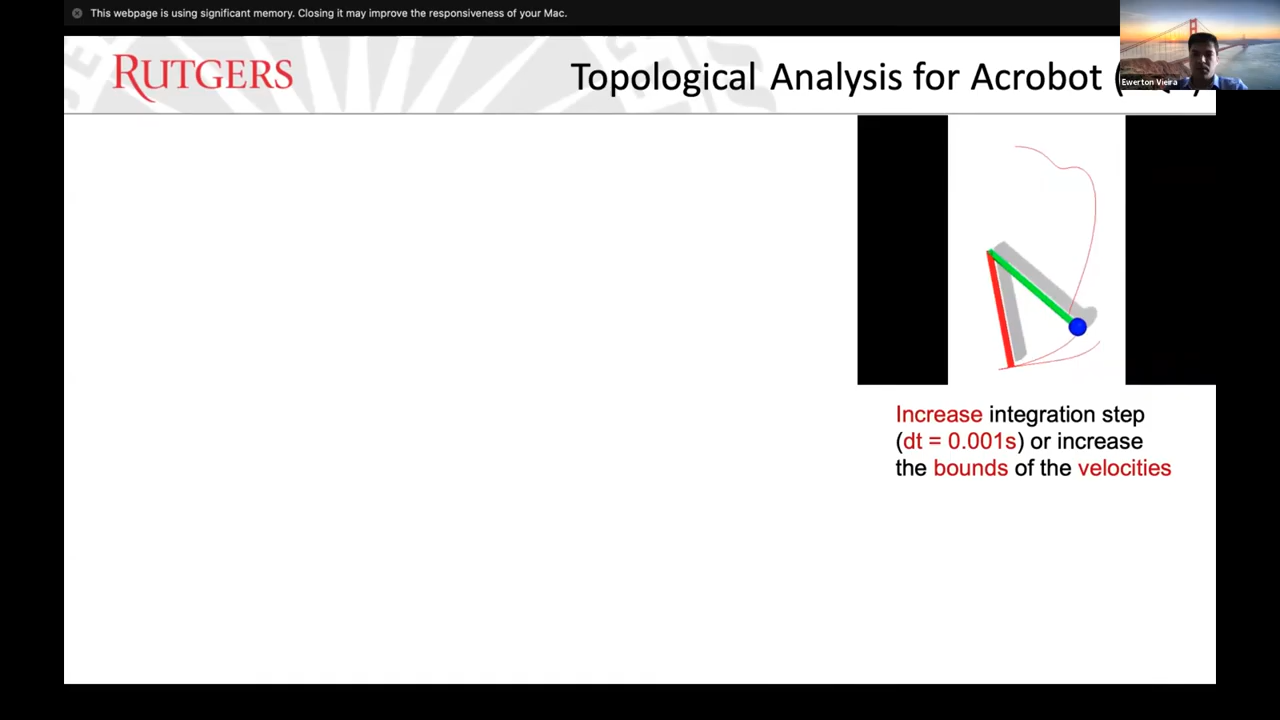 This webpage is using significant memory. Closing it may improve the responsiveness of your Mac.
RUTGERS
Topological Analysis for Acrobot (
Ewerton Vieira
Increase integration step
(dt = 0.001s) or increase
the bounds of the velocities